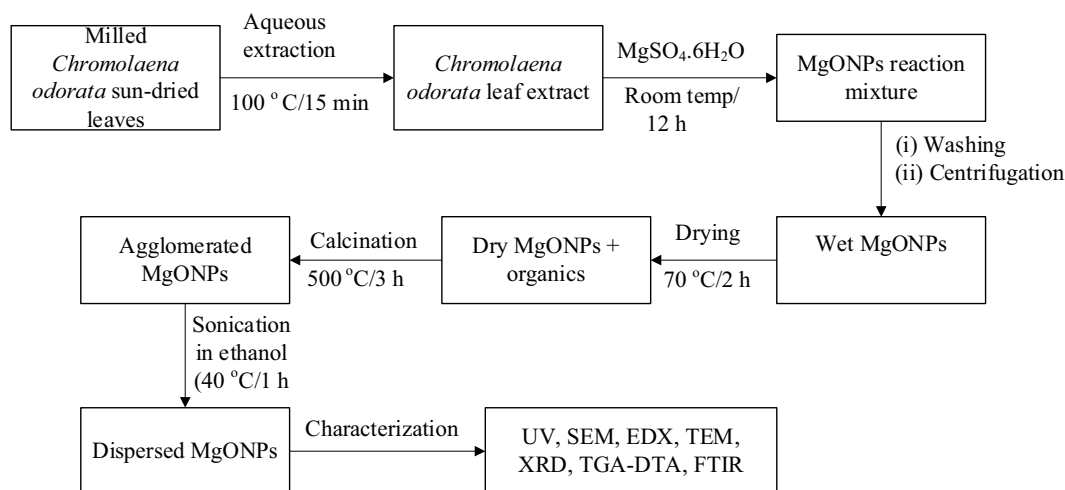 Milled
Chromolaena
odorata sun-dried
leaves
Aqueous
extraction
100 °C/15 min
Chromolaena
odorata leaf extract
MgSO₄.6H₂O
Room temp/
12 h
MgONPs reaction
mixture
(i) Washing
(ii) Centrifugation
Wet MgONPs
Drying
70 °C/2 h
Dry MgONPs +
organics
Calcination
500 °C/3 h
Agglomerated
MgONPs
Sonication
in ethanol
(40 °C/1 h
Dispersed MgONPs
Characterization
UV, SEM, EDX, TEM,
XRD, TGA-DTA, FTIR